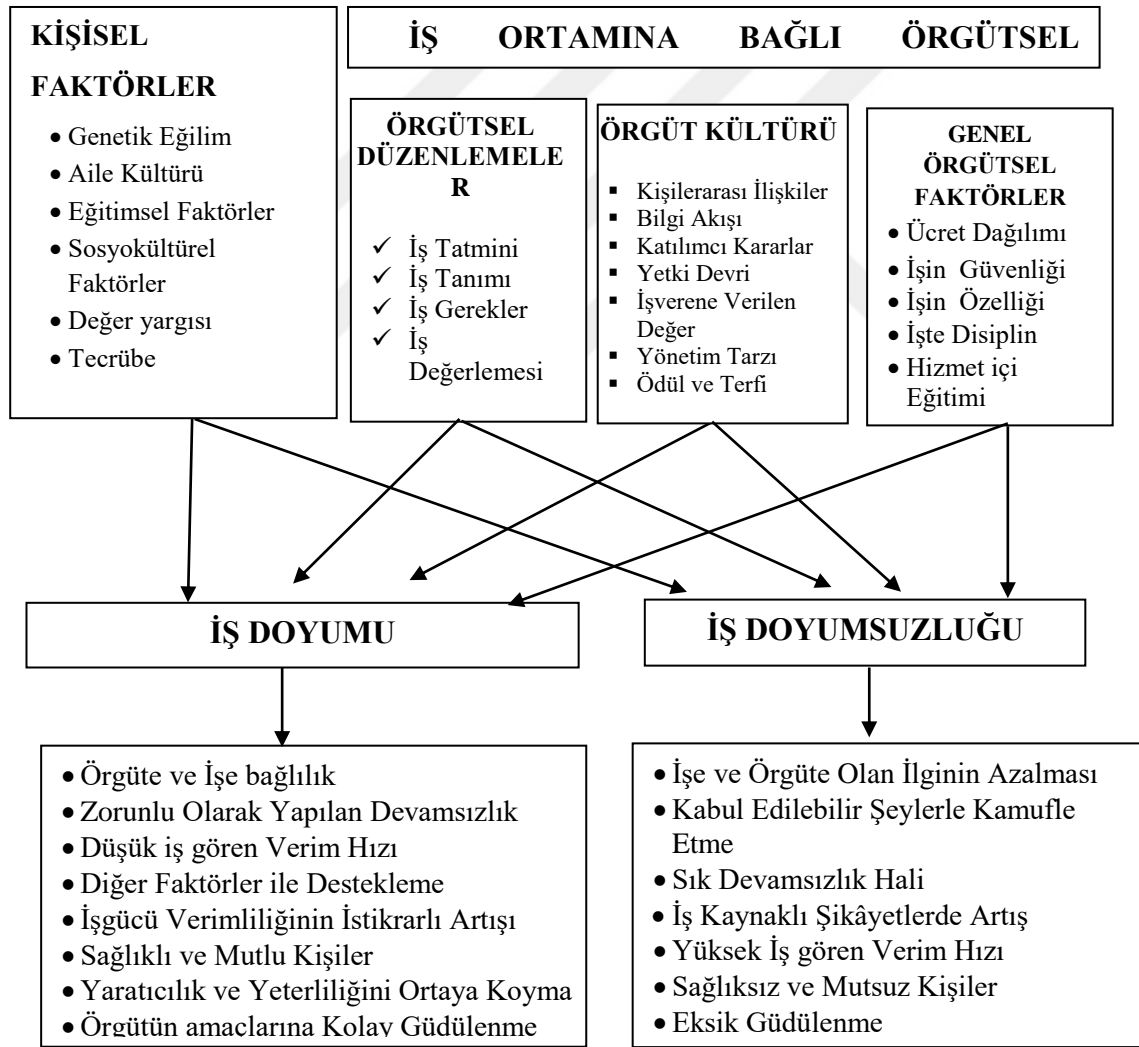 KİŞİSEL
FAKTÖRLER
• Genetik Eğilim
• Aile Kültürü
• Eğitimsel Faktörler
• Sosyokültürel
Faktörler
• Değer yargısı
• Tecrübe
İŞ ORTAMINA BAĞLI ÖRGÜTSEL
ÖRGÜTSEL
DÜZENLEMELE
R
✓ İş Tatmini
✓ İş Tanımı
✓ İş Gerekler
✓ İş
Değerlemesi
ÖRGÜT KÜLTÜRÜ
▪ Kişilerarası İlişkiler
▪ Bilgi Akışı
▪ Katılımcı Kararlar
▪ Yetki Devri
▪ İşverene Verilen
Değer
▪ Yönetim Tarzı
▪ Ödül ve Terfi
GENEL
ÖRGÜTSEL
FAKTÖRLER
• Ücret Dağılımı
• İşin Güvenliği
• İşin Özelliği
• İşte Disiplin
• Hizmet içi
Eğitimi
İŞ DOYUMU
İŞ DOYUMSUZLUĞU
• Örgüte ve İşe bağlılık
• Zorunlu Olarak Yapılan Devamsızlık
• Düşük iş gören Verim Hızı
• Diğer Faktörler ile Destekleme
• İşgücü Verimliliğinin İstikrarlı Artışı
• Sağlıklı ve Mutlu Kişiler
• Yaratıcılık ve Yeterliliğini Ortaya Koyma
• Örgütün amaçlarına Kolay Güdülenme
• İşe ve Örgüte Olan İlginin Azalması
• Kabul Edilebilir Şeylerle Kamufle
Etme
• Sık Devamsızlık Hali
• İş Kaynaklı Şikâyetlerde Artış
• Yüksek İş gören Verim Hızı
• Sağlıksız ve Mutsuz Kişiler
• Eksik Güdülenme